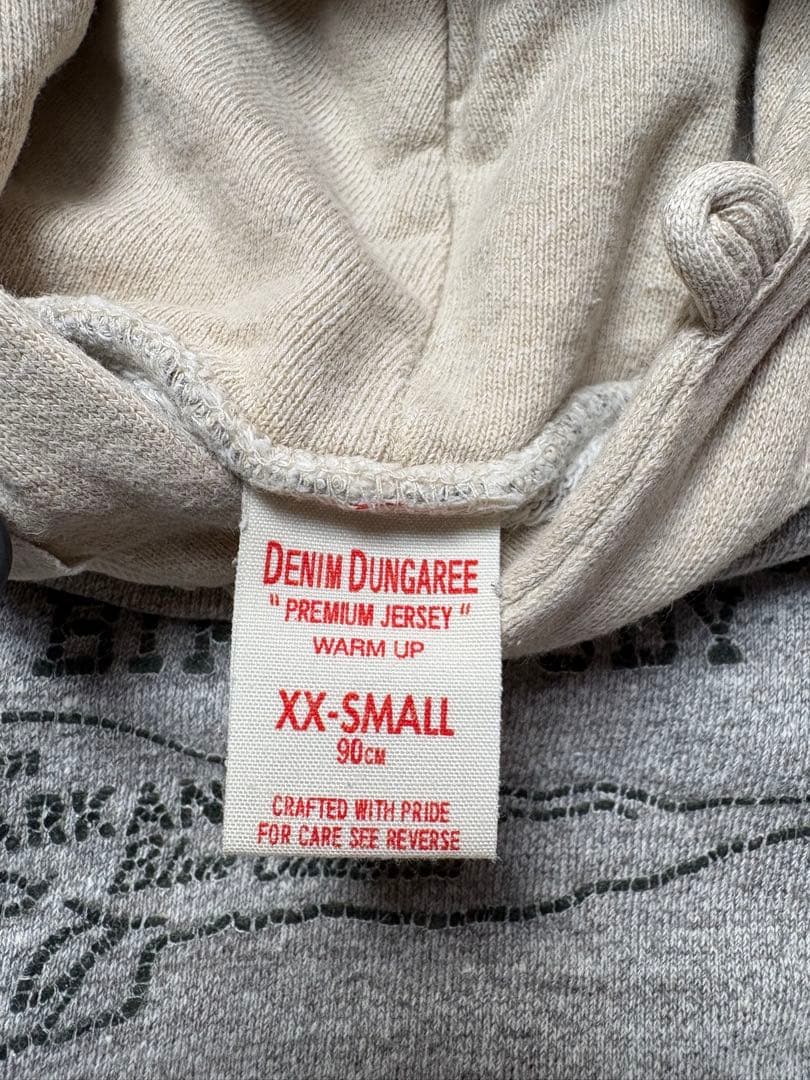 DENIM DUNGAREE
" PREMIUM JERSEY "
WARM UP
XX-SMALL
90CM
CRAFTED WITH PRIDE
FOR CARE SEE REVERSE